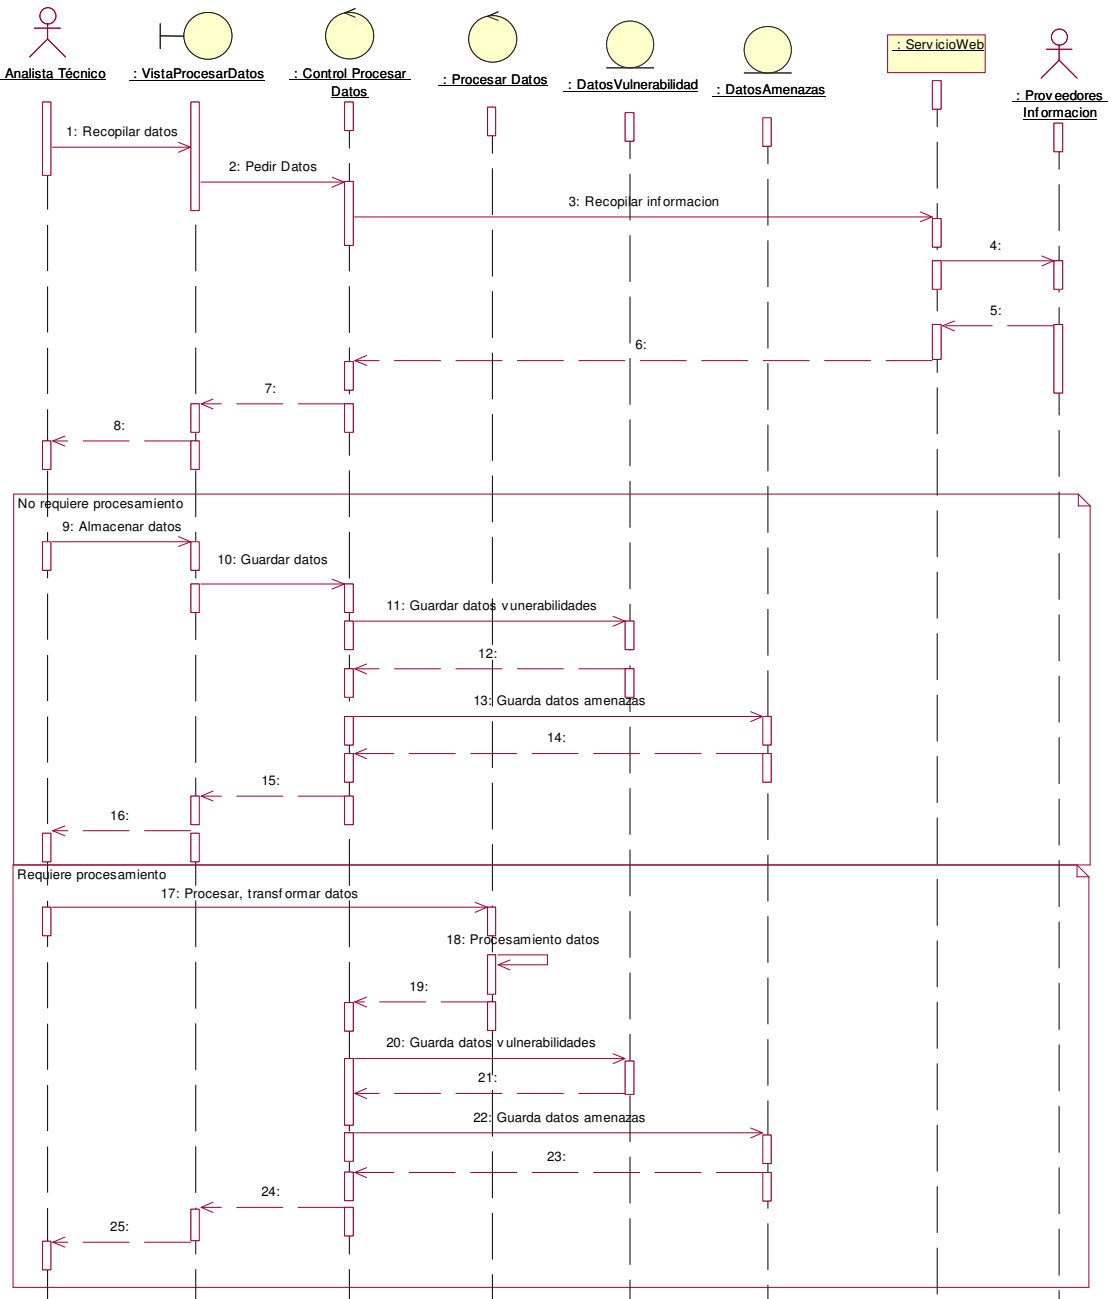 Analista Técnico
: VistaProcesarDatos
: Control Procesar
Datos
: Procesar Datos
: DatosVulnerabilidad
: DatosAmenazas
: ServicioWeb
: Proveedores
Informacion
1: Recopilar datos
2: Pedir Datos
3: Recopilar informacion
4:
5:
6:
7:
8:
No requiere procesamiento
9: Almacenar datos
10: Guardar datos
11: Guardar datos vunerabilidades
12:
13: Guarda datos amenazas
14:
15:
16:
Requiere procesamiento
17: Procesar, transformar datos
18: Procesamiento datos
19:
20: Guarda datos vulnerabilidades
21:
22: Guarda datos amenazas
23:
24:
25: